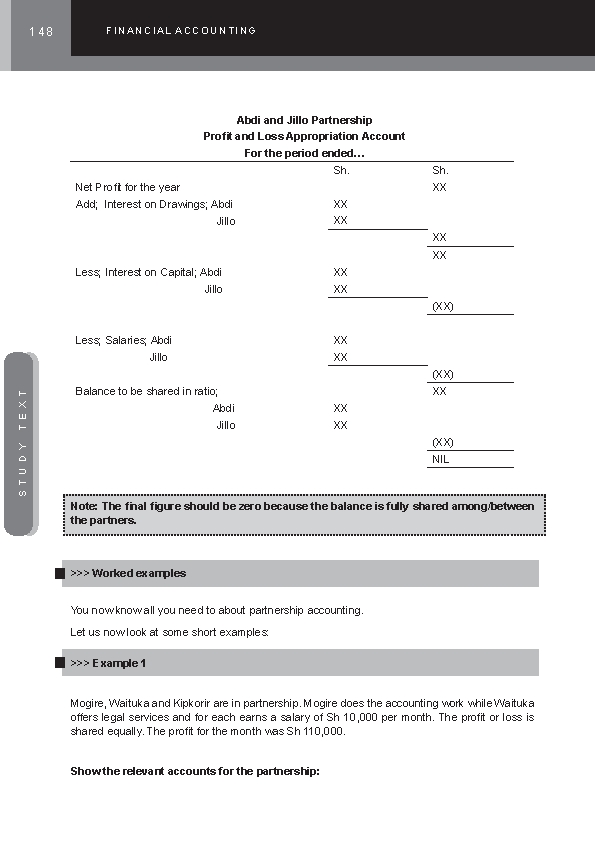 148
FINANCIAL ACCOUNTING
Abdi and Jillo Partnership
Profit and Loss Appropriation Account
For the period ended…
Sh. Sh.
Net Profit for the year XX
Add; Interest on Drawings; Abdi XX
Jillo XX
XX
XX
Less; Interest on Capital; Abdi XX
Jillo XX
(XX)
Less; Salaries; Abdi XX
Jillo XX
(XX)
Balance to be shared in ratio; XX
Abdi XX
Jillo XX
(XX)
NIL
STUDY TEXT
Note: The final figure should be zero because the balance is fully shared among/between
the partners.
>>> Worked examples
You now know all you need to about partnership accounting.
Let us now look at some short examples:
>>> Example 1
Mogire, Waituka and Kipkorir are in partnership. Mogire does the accounting work while Waituka
offers legal services and for each earns a salary of Sh 10,000 per month. The profit or loss is
shared equally. The profit for the month was Sh 110,000.
Show the relevant accounts for the partnership: